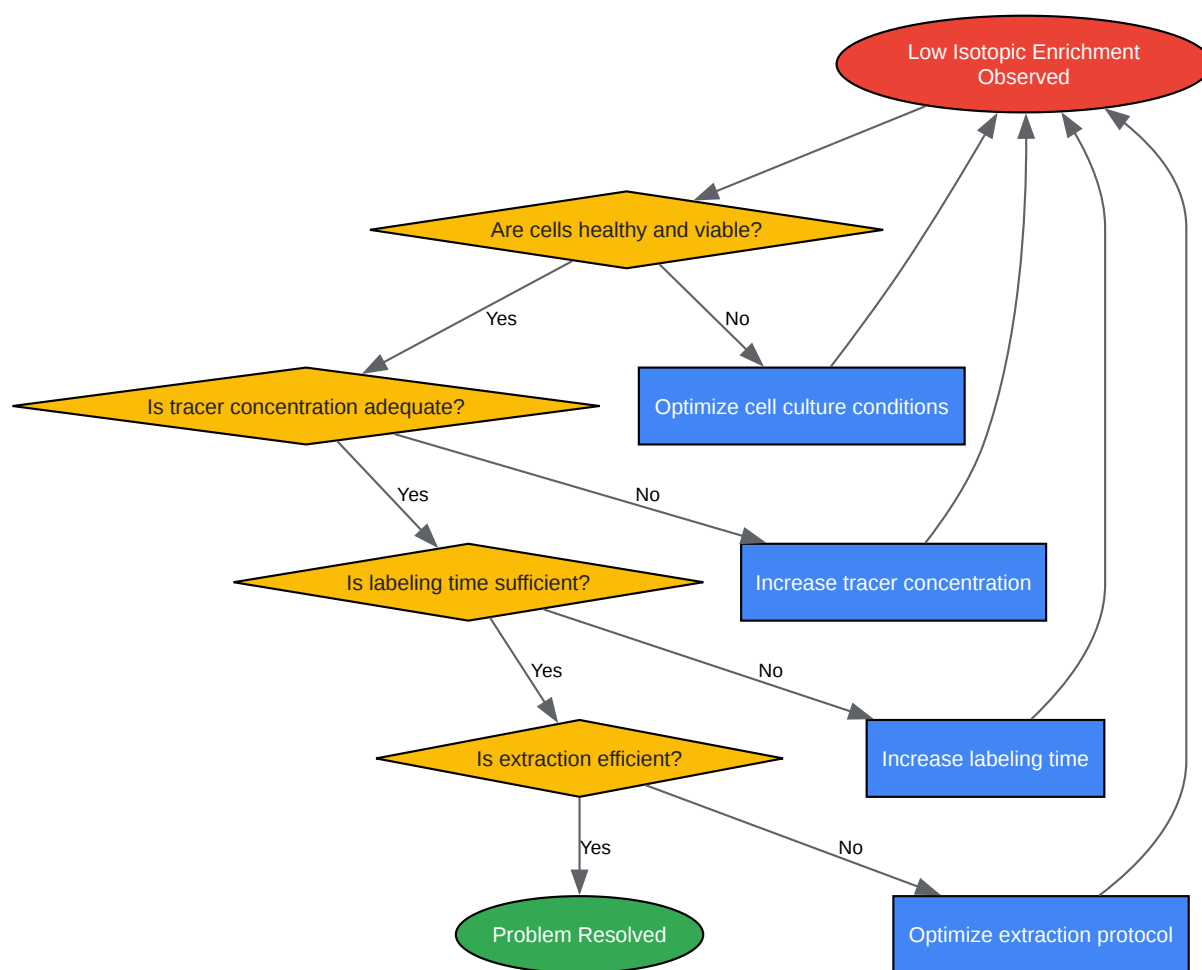 Low Isotopic Enrichment
Observed
Are cells healthy and viable?
Yes
No
Is tracer concentration adequate?
Optimize cell culture conditions
Yes
No
Is labeling time sufficient?
Increase tracer concentration
Yes
No
Is extraction efficient?
Increase labeling time
Yes
No
Problem Resolved
Optimize extraction protocol